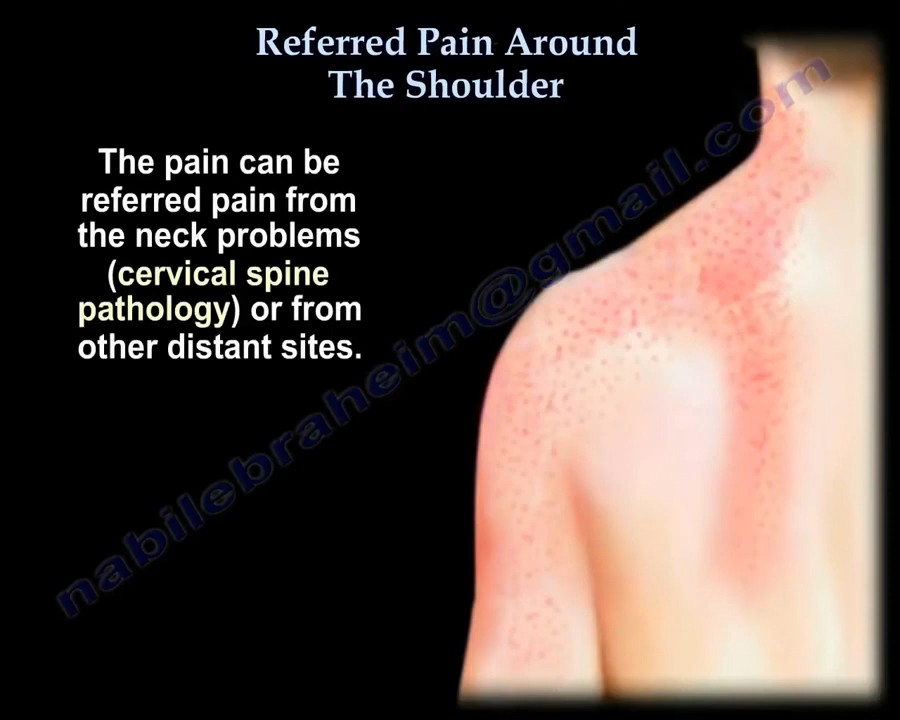 Referred Pain Around
The Shoulder
The pain can be
referred pain from
the neck problems
(cervical spine
pathology) or from
other distant sites.
nabilebraheim@gmail.com